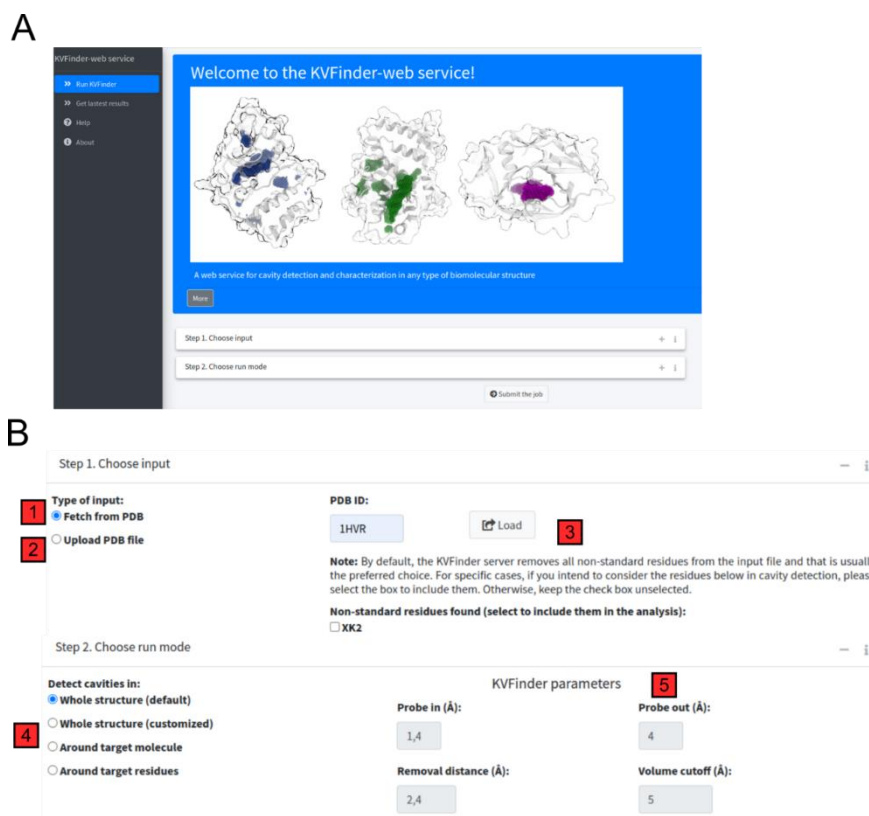 A
KVFinder-web service
Run KVFinder
Get lastest results
Help
About
Welcome to the KVFinder-web service!
A web service for cavity detection and characterization in any type of biomolecular structure
More
Step 1. Choose input
Step 2. Choose run mode
Submit the job
B
Step 1. Choose input
Type of input:
1
Fetch from PDB
2
Upload PDB file
PDB ID:
1HVR
Load
3
Note: By default, the KVFinder server removes all non-standard residues from the input file and that is usuall
the preferred choice. For specific cases, if you intend to consider the residues below in cavity detection, pleas
select the box to include them. Otherwise, keep the check box unselected.
Non-standard residues found (select to include them in the analysis):
XK2
Step 2. Choose run mode
Detect cavities in:
Whole structure (default)
4
Whole structure (customized)
Around target molecule
Around target residues
KVFinder parameters
5
Probe in (Å):
Probe out (Å):
1,4
4
Removal distance (Å):
Volume cutoff (Å):
2,4
5